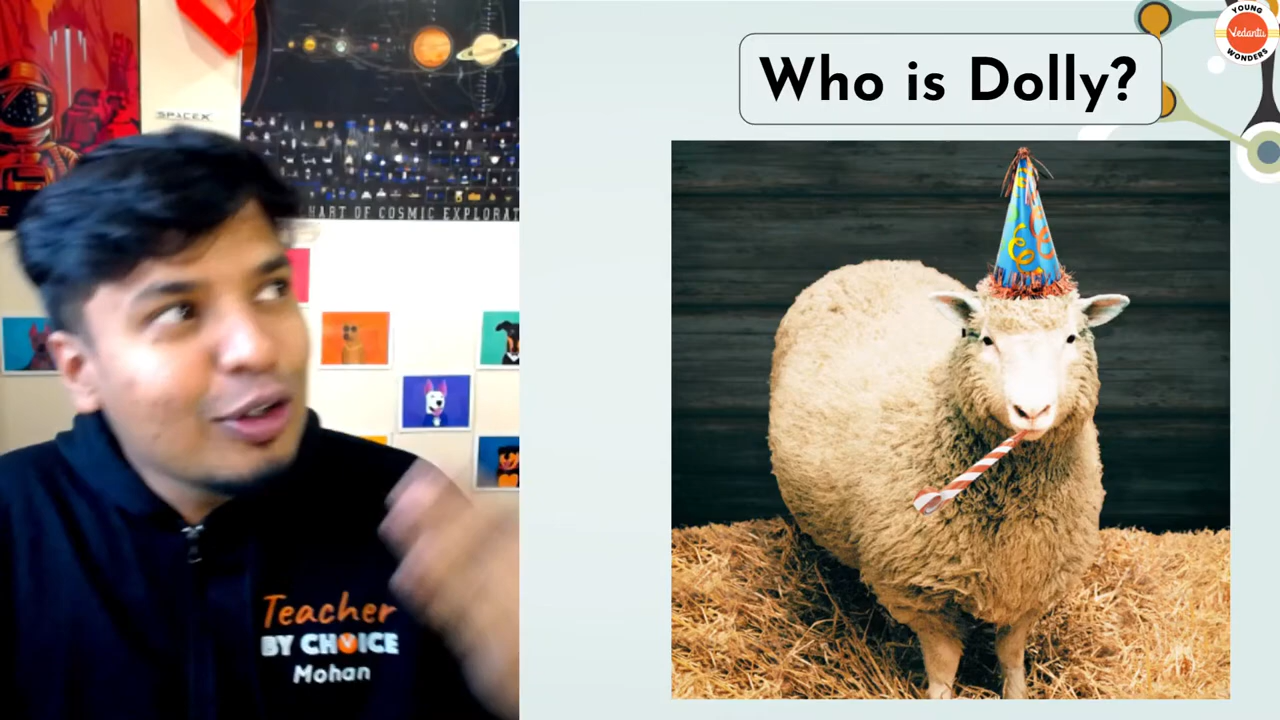 SPACEX
HART OF COSMIC EXPLORAT
Teacher
BY CHOICE
Mohan
Who is Dolly?
YOUNG
Vedantu
WONDERS